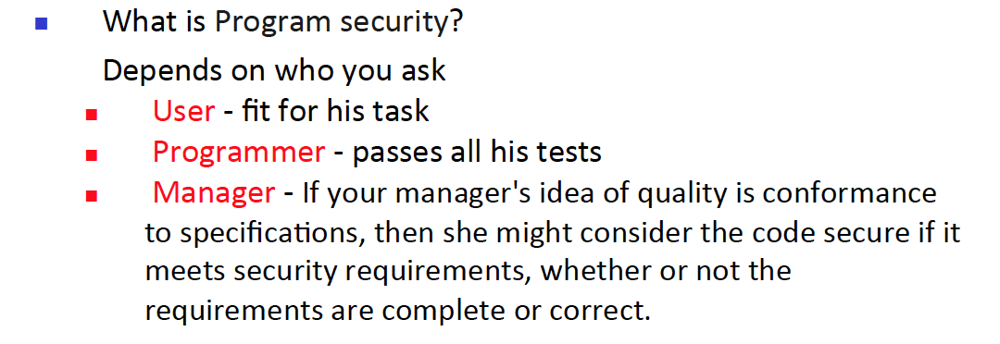 What is Program security?
Depends on who you ask
User - fit for his task
Programmer - passes all his tests
Manager - If your manager's idea of quality is conformance
to specifications, then she might consider the code secure if it
meets security requirements, whether or not the
requirements are complete or correct.